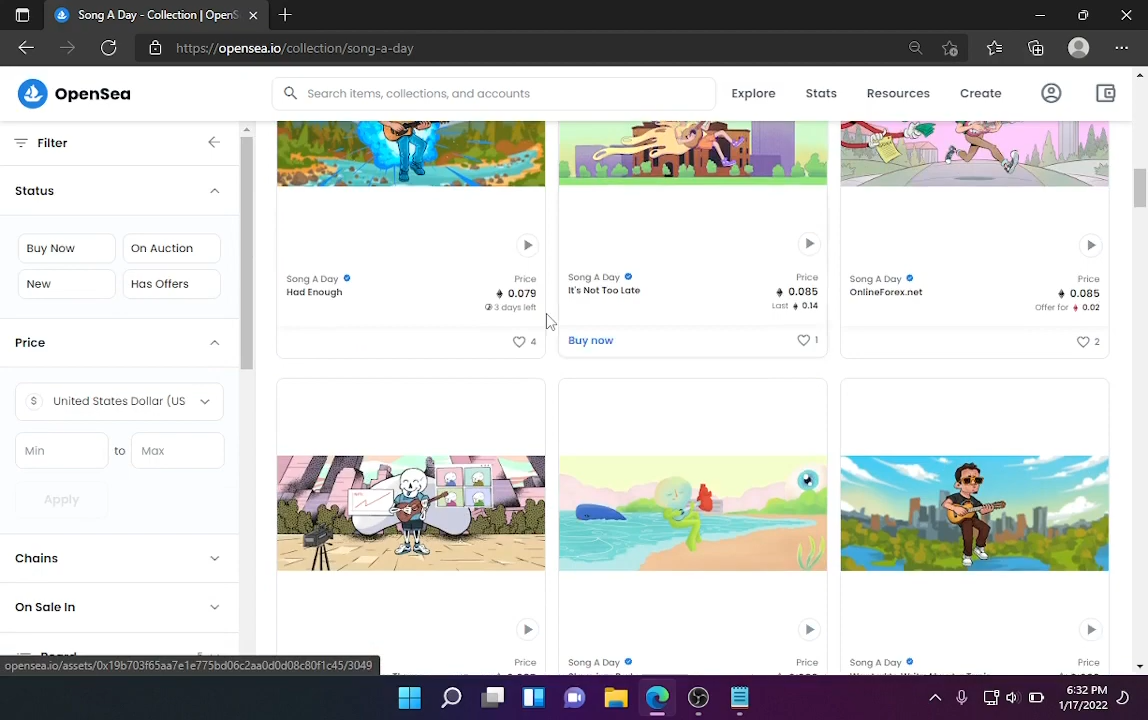 Song A Day - Collection | OpenS
https://opensea.io/collection/song-a-day
OpenSea
Search items, collections, and accounts
Explore
Stats
Resources
Create
Filter
Status
Buy Now
On Auction
New
Has Offers
Price
$ United States Dollar (US
Min
to
Max
Apply
Chains
On Sale In
Song A Day
Price
Had Enough
0.079
3 days left
4
Song A Day
Price
It's Not Too Late
0.085
Last 0.14
Buy now
1
Song A Day
Price
OnlineForex.net
0.085
Offer for 0.02
2
Price
Song A Day
Price
Song A Day
Price
opensea.io/assets/0x19b703f65aa7e1e775bd06c2aa0d0d08c80f1c45/3049
6:32 PM
1/17/2022